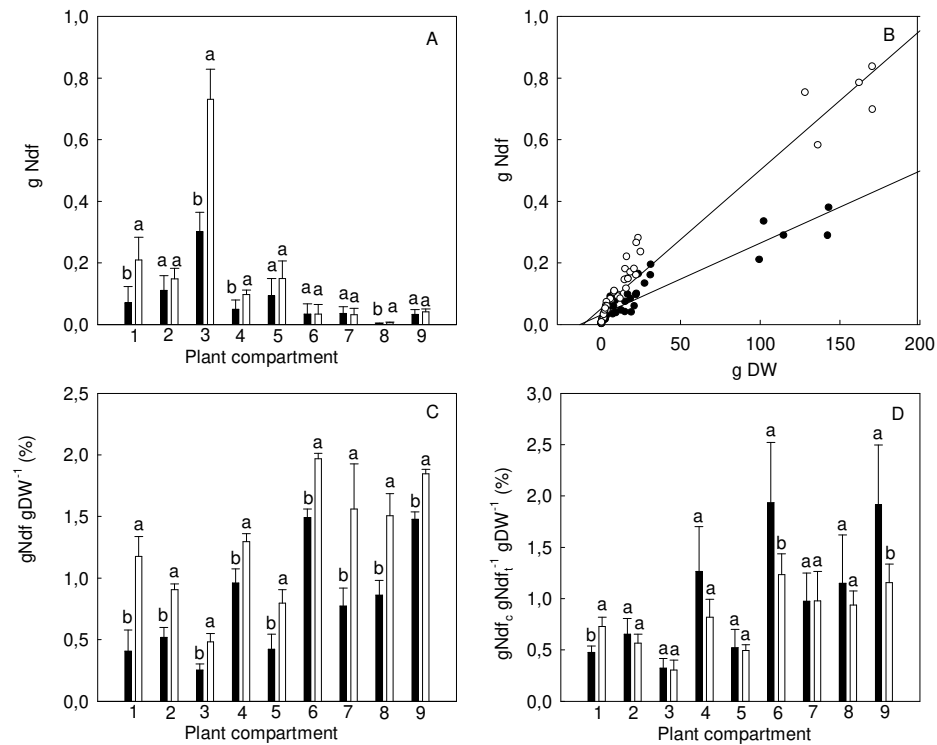 A
g Ndf
1,0
0,8
0,6
0,4
0,2
0,0
b a a a b a b a a a a a a a b a a a
1 2 3 4 5 6 7 8 9
Plant compartment
B
g Ndf
1,0
0,8
0,6
0,4
0,2
0,0
0 50 100 150 200
g DW
C
gNdf gDW-1 (%)
2,5
2,0
1,5
1,0
0,5
0,0
b a b a b a b a b a b a b a b a b a
1 2 3 4 5 6 7 8 9
Plant compartment
D
gNdfc gNdft-1 gDW-1 (%)
3,0
2,5
2,0
1,5
1,0
0,5
0,0
b a a a a a a a a a a b a a a a a b
1 2 3 4 5 6 7 8 9
Plant compartment